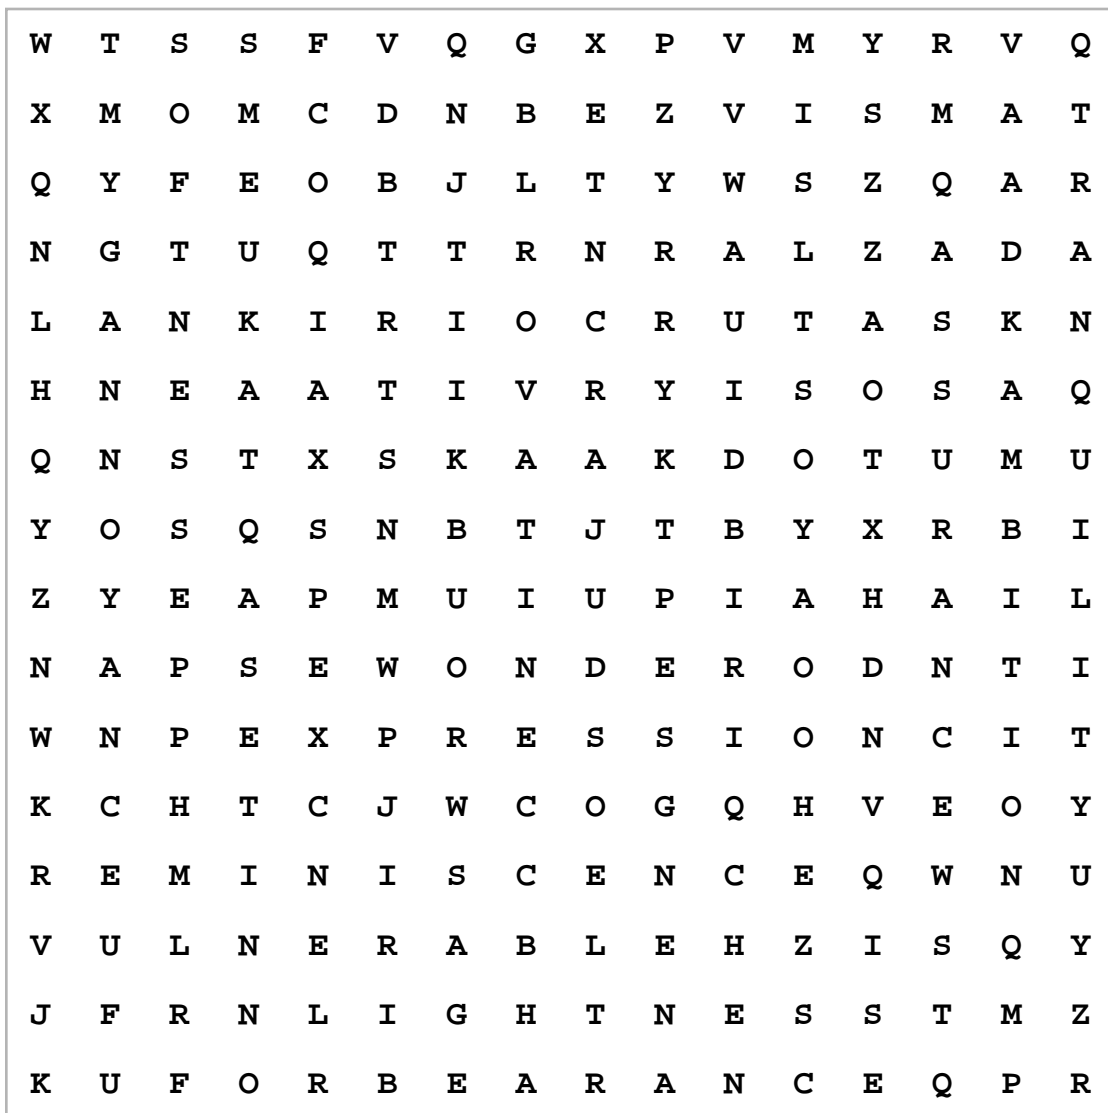 W T S S F V Q G X P V M Y R V Q
X M O M C D N B E Z V I S M A T
Q Y F E O B J L T Y W S Z Q A R
N G T U Q T T R N R A L Z A D A
L A N K I R I O C R U T A S K N
H N E A A T I V R Y I S O S A Q
Q N S T X S K A A K D O T U M U
Y O S Q S N B T J T B Y X R B I
Z Y E A P M U I U P I A H A I L
N A P S E W O N D E R O D N T I
W N P E X P R E S S I O N C I T
K C H T C J W C O G Q H V E O Y
R E M I N I S C E N C E Q W N U
V U L N E R A B L E H Z I S Q Y
J F R N L I G H T N E S S T M Z
K U F O R B E A R A N C E Q P R